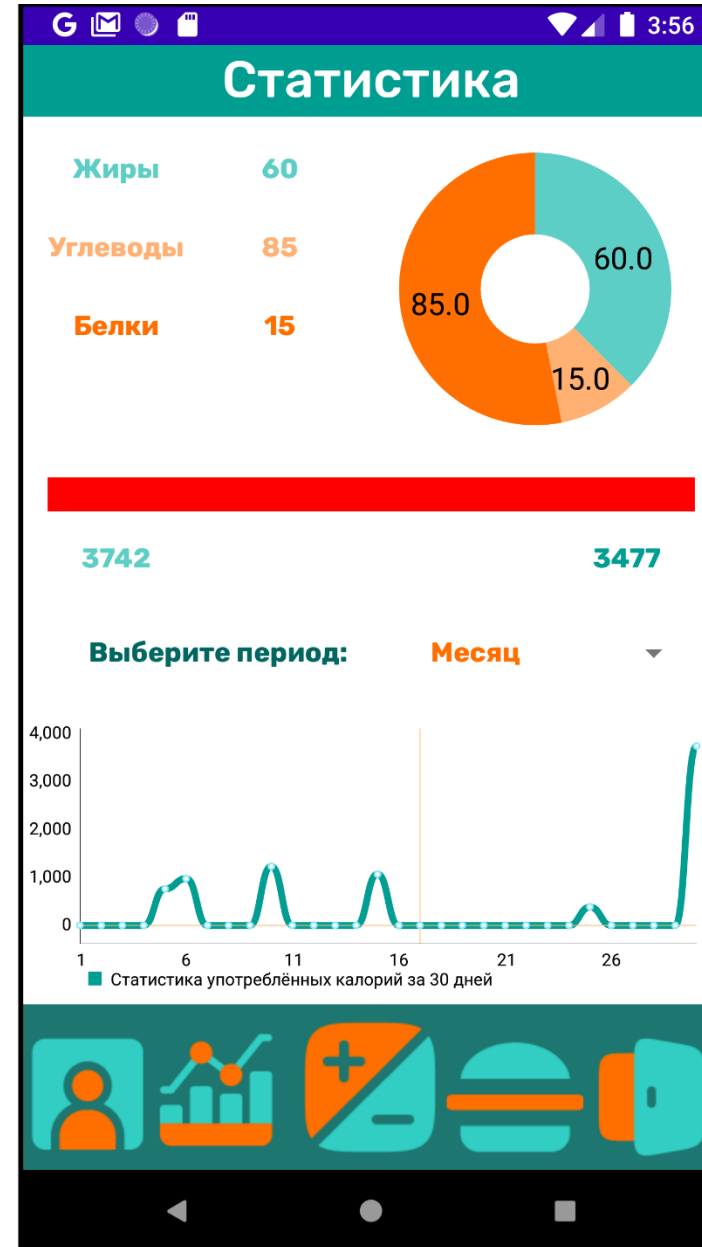 3:56
Статистика
Жиры 60
Углеводы 85
Белки 15
60.0
85.0
15.0
3742 3477
Выберите период: Месяц
4,000
3,000
2,000
1,000
0
1 6 11 16 21 26
Статистика употреблённых калорий за 30 дней